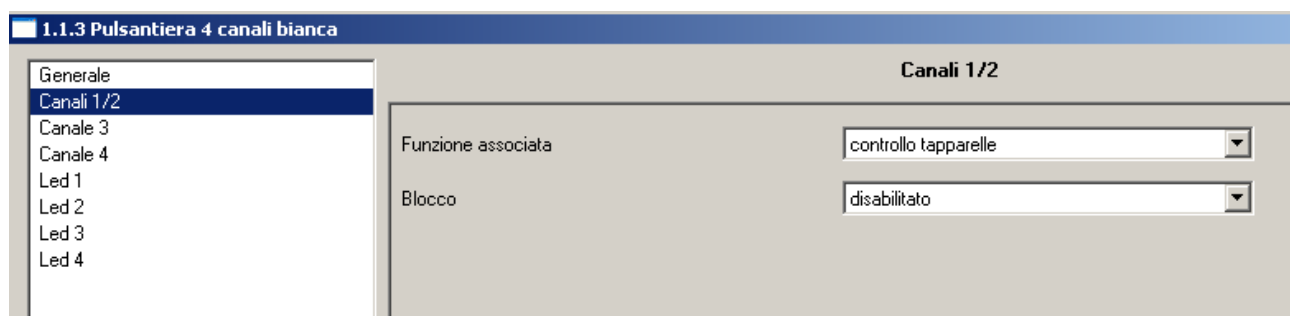 1.1.3 Pulsantiera 4 canali bianca
Generale
Canali 1/2
Canale 3
Canale 4
Led 1
Led 2
Led 3
Led 4
Canali 1/2
Funzione associata controllo tapparelle
Blocco disabilitato